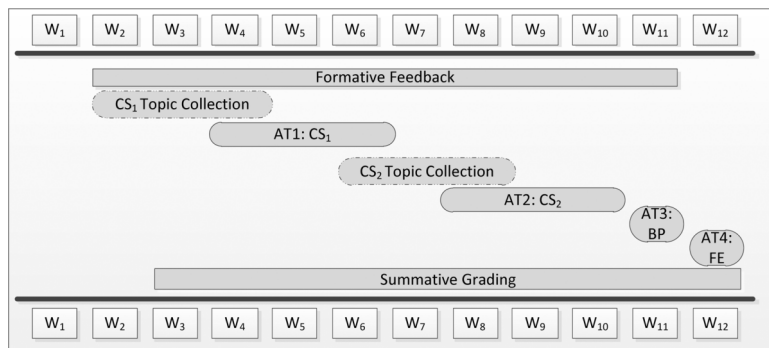 W₁ W₂ W₃ W₄ W₅ W₆ W₇ W₈ W₉ W₁₀ W₁₁ W₁₂
Formative Feedback
CS₁ Topic Collection
AT1: CS₁
CS₂ Topic Collection
AT2: CS₂
AT3:
BP
AT4:
FE
Summative Grading
W₁ W₂ W₃ W₄ W₅ W₆ W₇ W₈ W₉ W₁₀ W₁₁ W₁₂